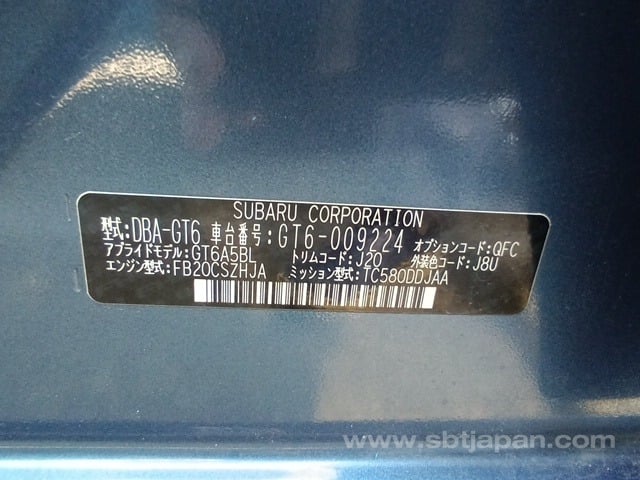 SUBARU CORPORATION
型式:DBA-GT6 車台番号:GT6-009224 オプションコード:QFC
アプライドモデル:GT6A5BL トリムコード:J20 外装色コード:J8U
エンジン型式:FB20CSZHJA ミッション型式:TC580DDJAA
www.sbtjapan.com